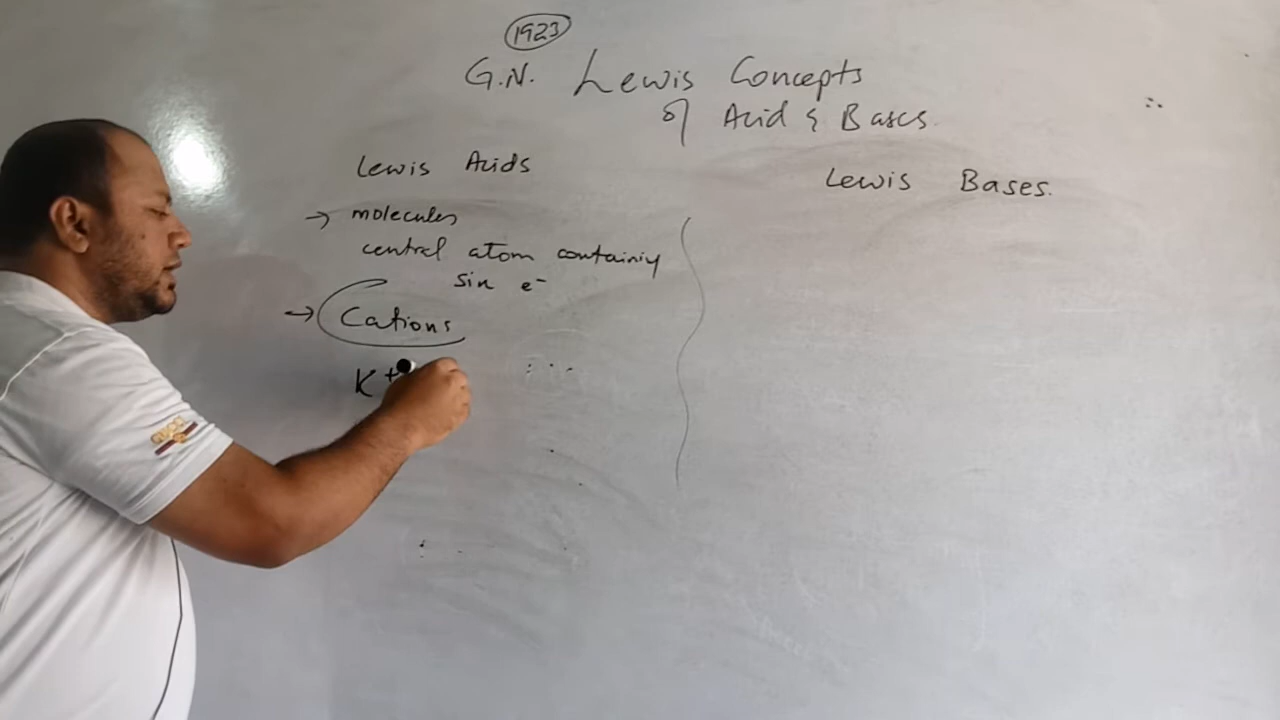 1923
G.N. Lewis Concepts
of Acid & Bases.
Lewis Acids
→ molecules
central atom containing
six e⁻
→ Cations
K+
Lewis Bases.